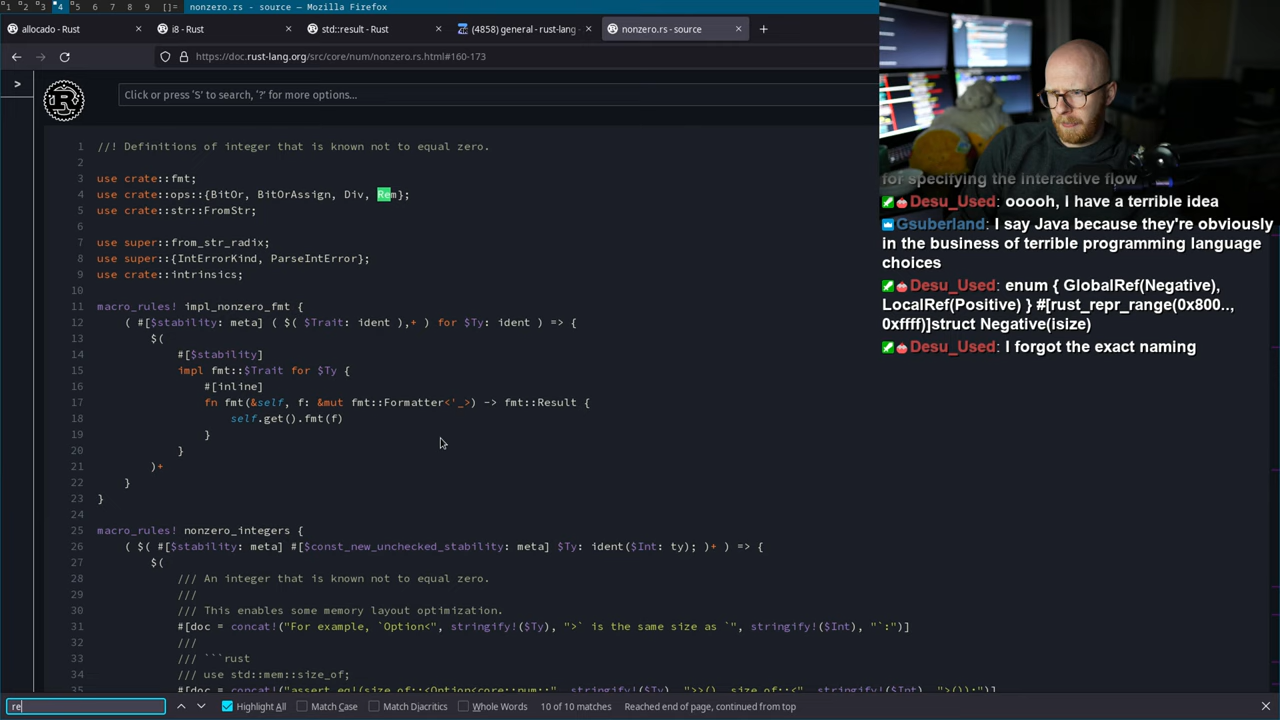 1 2 3 4 5 6 7 8 9 []= nonzero.rs - source — Mozilla Firefox
allocado - Rust
i8 - Rust
std::result - Rust
(4858) general - rust-lang
nonzero.rs - source
https://doc.rust-lang.org/src/core/num/nonzero.rs.html#160-173
Click or press 'S' to search, '?' for more options…
1 //! Definitions of integer that is known not to equal zero.
2
3 use crate::fmt;
4 use crate::ops::{BitOr, BitOrAssign, Div, Rem};
5 use crate::str::FromStr;
6
7 use super::from_str_radix;
8 use super::{IntErrorKind, ParseIntError};
9 use crate::intrinsics;
10
11 macro_rules! impl_nonzero_fmt {
12 ( #[$stability: meta] ( $( $Trait: ident ),+ ) for $Ty: ident ) => {
13 $(
14 #[$stability]
15 impl fmt::$Trait for $Ty {
16 #[inline]
17 fn fmt(&self, f: &mut fmt::Formatter<'_>) -> fmt::Result {
18 self.get().fmt(f)
19 }
20 }
21 )+
22 }
23 }
24
25 macro_rules! nonzero_integers {
26 ( $( #[$stability: meta] #[$const_new_unchecked_stability: meta] $Ty: ident($Int: ty); )+ ) => {
27 $(
28 /// An integer that is known not to equal zero.
29 ///
30 /// This enables some memory layout optimization.
31 #[doc = concat!("For example, `Option<", stringify!($Ty), ">` is the same size as `", stringify!($Int), "`:")]
32 ///
33 /// ```rust
34 /// use std::mem::size_of;
35 #[doc = concat!("assert_eq!(size_of::<Option<core::num::", stringify!($Ty), ">>(), size_of::<", stringify!($Int), ">());")]
for specifying the interactive flow
Desu_Used: ooooh, I have a terrible idea
Gsuberland: I say Java because they're obviously
in the business of terrible programming language
choices
Desu_Used: enum { GlobalRef(Negative),
LocalRef(Positive) } #[rust_repr_range(0x800..,
0xffff)]struct Negative(isize)
Desu_Used: I forgot the exact naming
re
Highlight All
Match Case
Match Diacritics
Whole Words
10 of 10 matches
Reached end of page, continued from top